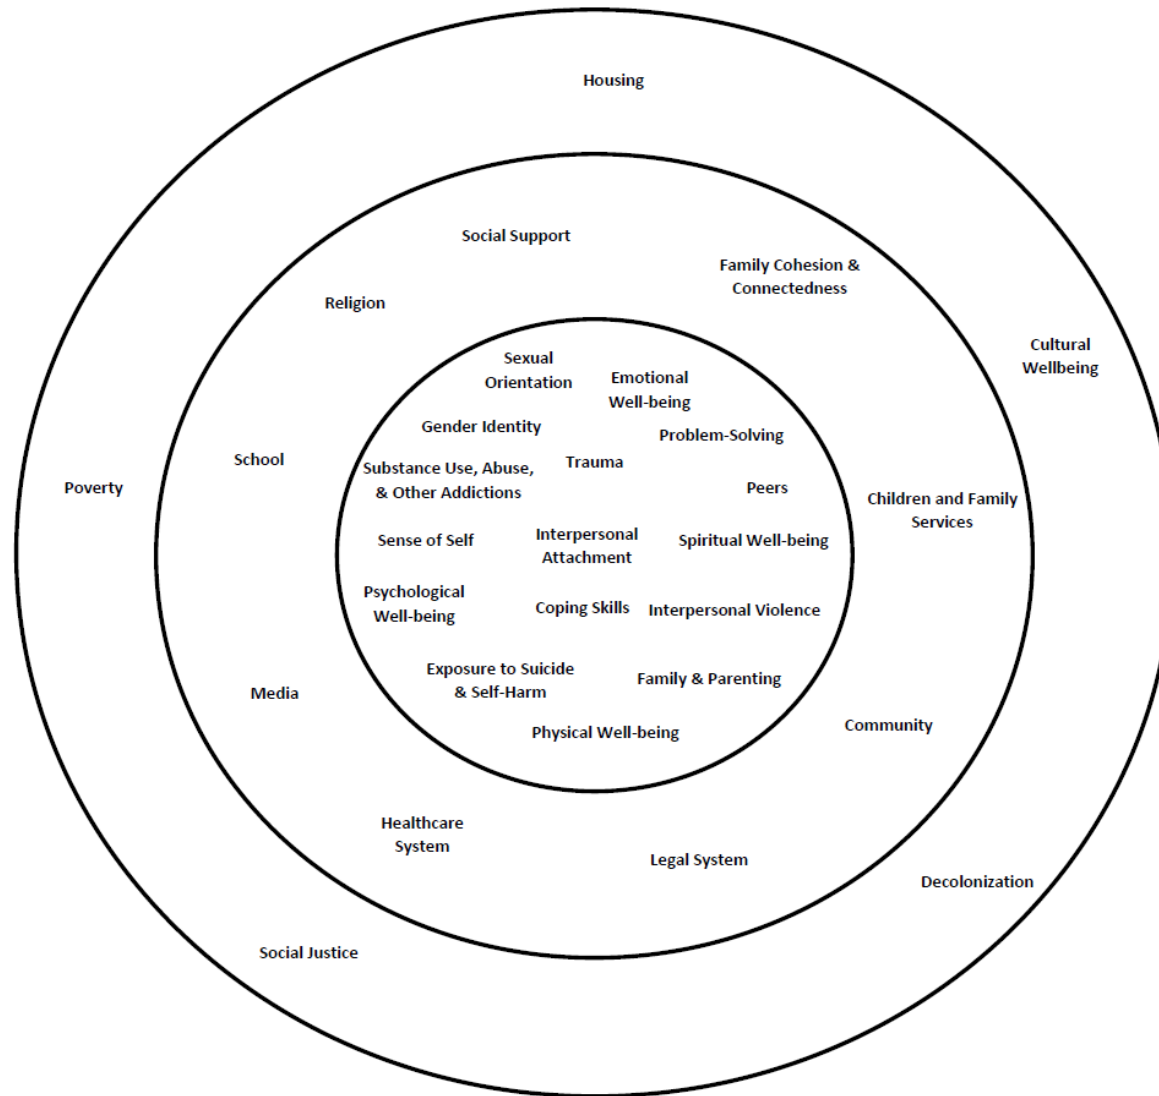 Housing
Social Support
Family Cohesion &
Connectedness
Religion
Cultural
Wellbeing
Sexual
Orientation
Emotional
Well-being
Gender Identity
Problem-Solving
School
Trauma
Substance Use, Abuse,
& Other Addictions
Poverty
Peers
Children and Family
Services
Sense of Self
Interpersonal
Attachment
Spiritual Well-being
Psychological
Well-being
Coping Skills
Interpersonal Violence
Exposure to Suicide
& Self-Harm
Family & Parenting
Media
Community
Physical Well-being
Healthcare
System
Legal System
Decolonization
Social Justice